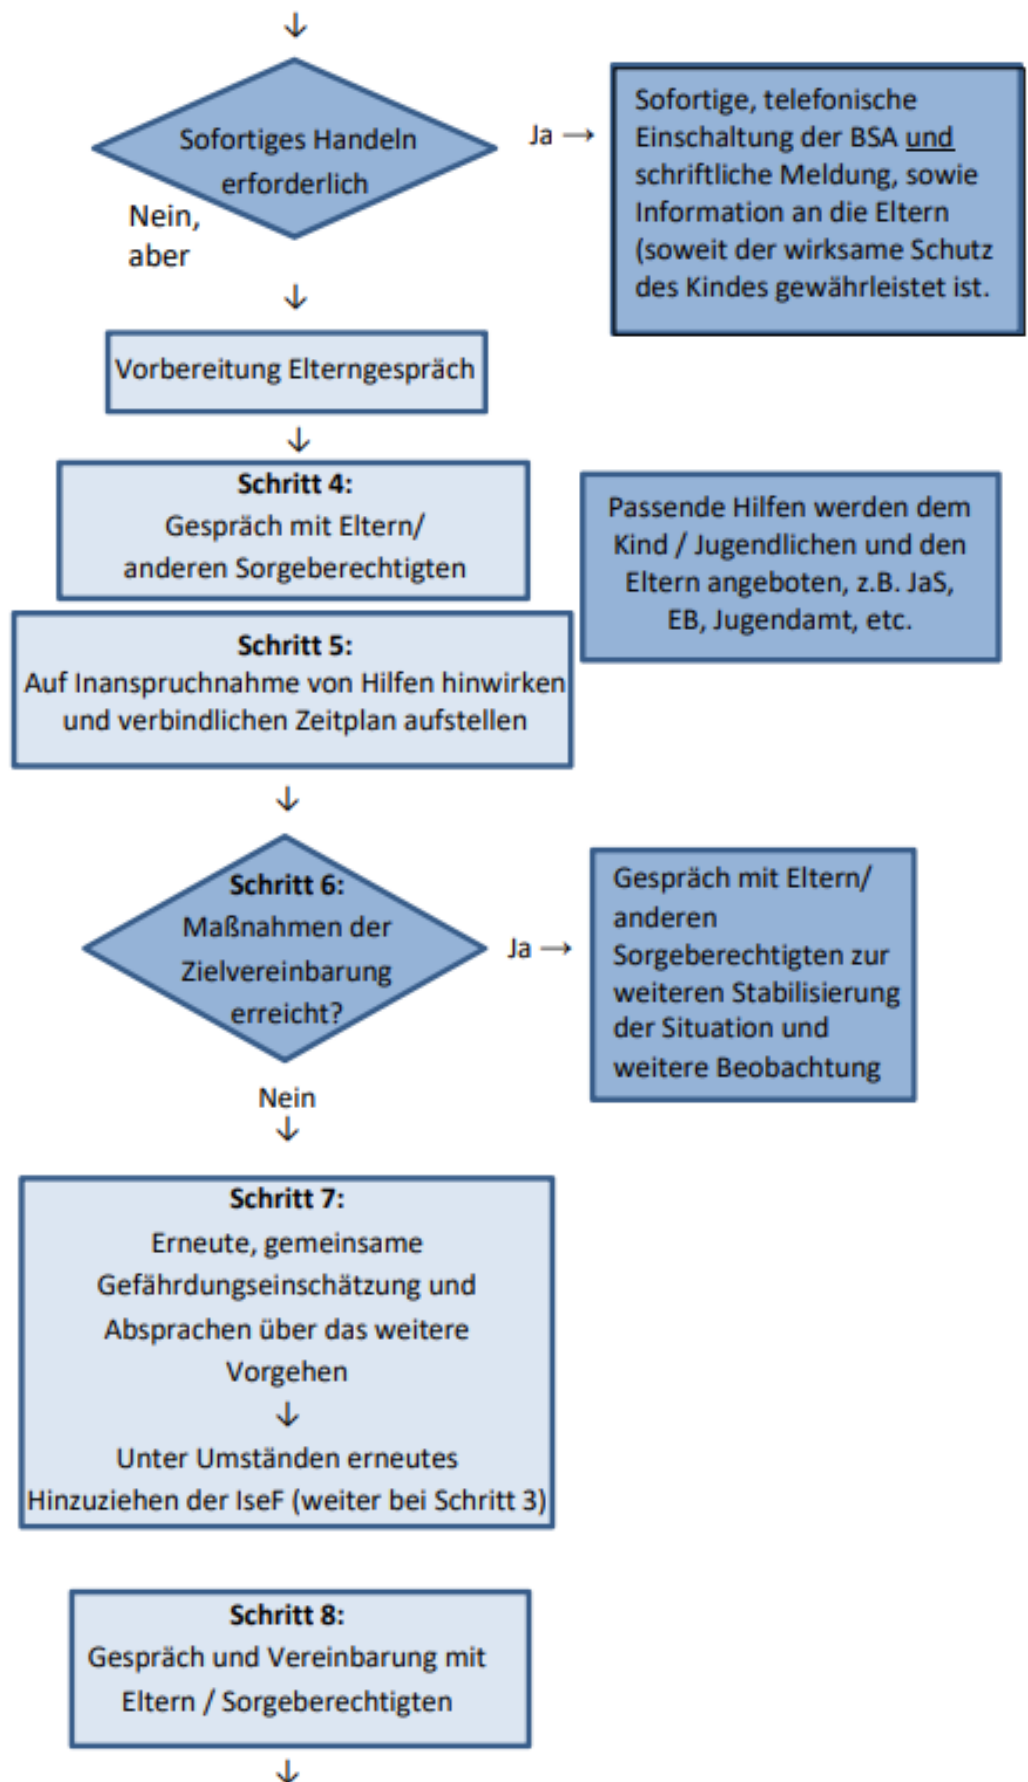 ↓
Sofortiges Handeln
erforderlich
Ja →
Sofortige, telefonische
Einschaltung der BSA und
schriftliche Meldung, sowie
Information an die Eltern
(soweit der wirksame Schutz
des Kindes gewährleistet ist.
Nein,
aber
↓
Vorbereitung Elterngespräch
↓
Schritt 4:
Gespräch mit Eltern/
anderen Sorgeberechtigten
Passende Hilfen werden dem
Kind / Jugendlichen und den
Eltern angeboten, z.B. JaS,
EB, Jugendamt, etc.
Schritt 5:
Auf Inanspruchnahme von Hilfen hinwirken
und verbindlichen Zeitplan aufstellen
↓
Schritt 6:
Maßnahmen der
Zielvereinbarung
erreicht?
Ja →
Gespräch mit Eltern/
anderen
Sorgeberechtigten zur
weiteren Stabilisierung
der Situation und
weitere Beobachtung
Nein
↓
Schritt 7:
Erneute, gemeinsame
Gefährdungseinschätzung und
Absprachen über das weitere
Vorgehen
↓
Unter Umständen erneutes
Hinzuziehen der IseF (weiter bei Schritt 3)
Schritt 8:
Gespräch und Vereinbarung mit
Eltern / Sorgeberechtigten
↓